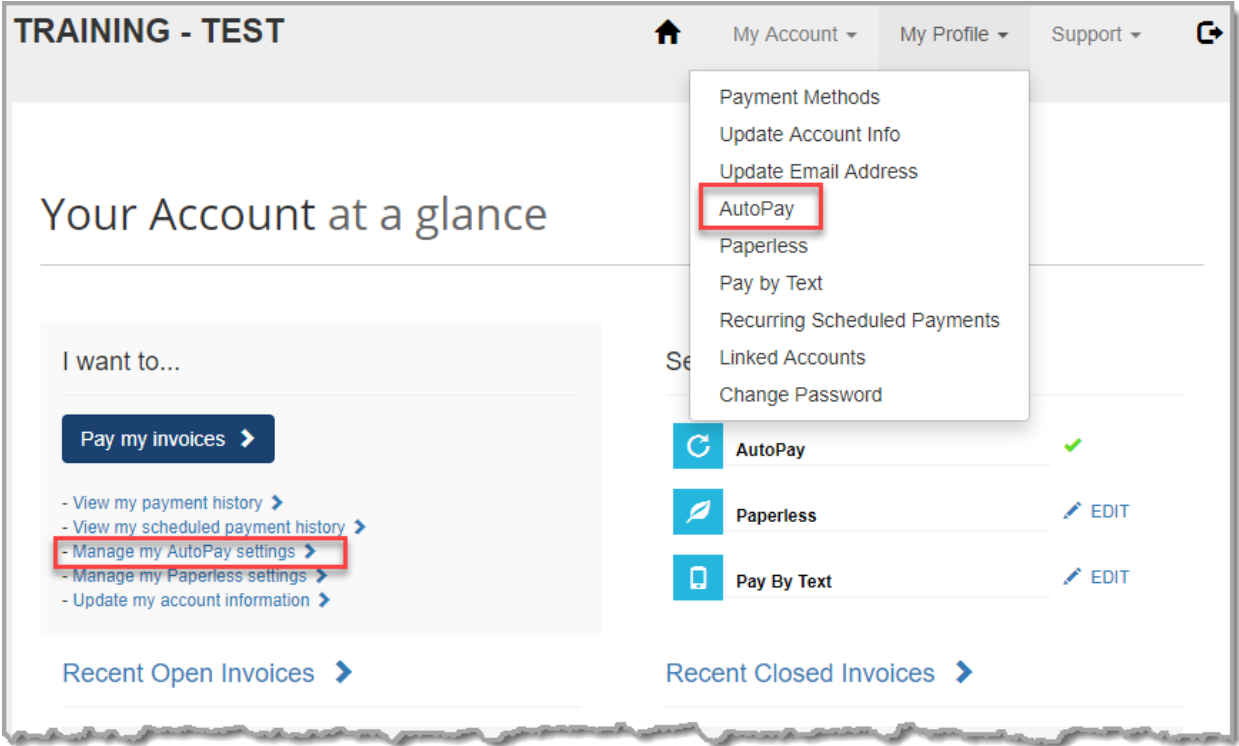 TRAINING - TEST
My Account
My Profile
Support
Payment Methods
Update Account Info
Update Email Address
AutoPay
Paperless
Pay by Text
Recurring Scheduled Payments
Linked Accounts
Change Password
Your Account at a glance
I want to...
Pay my invoices
- View my payment history
- View my scheduled payment history
- Manage my AutoPay settings
- Manage my Paperless settings
- Update my account information
Se
AutoPay
Paperless EDIT
Pay By Text EDIT
Recent Open Invoices
Recent Closed Invoices